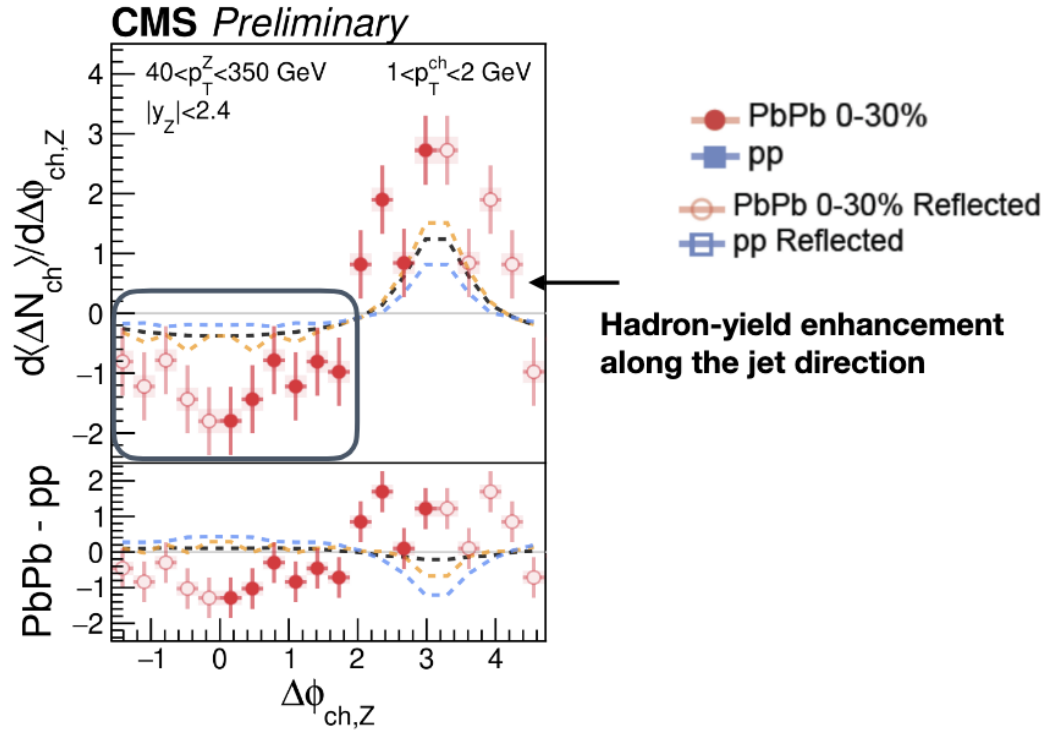 CMS Preliminary
40<p_T^Z<350 GeV
1<p_T^ch<2 GeV
|y_Z|<2.4
d⟨ΔN_ch⟩/dΔϕ_ch,Z
4
3
2
1
0
−1
−2
PbPb 0-30%
pp
PbPb 0-30% Reflected
pp Reflected
Hadron-yield enhancement
along the jet direction
PbPb - pp
2
1
0
−1
−2
−1 0 1 2 3 4
Δϕ_ch,Z